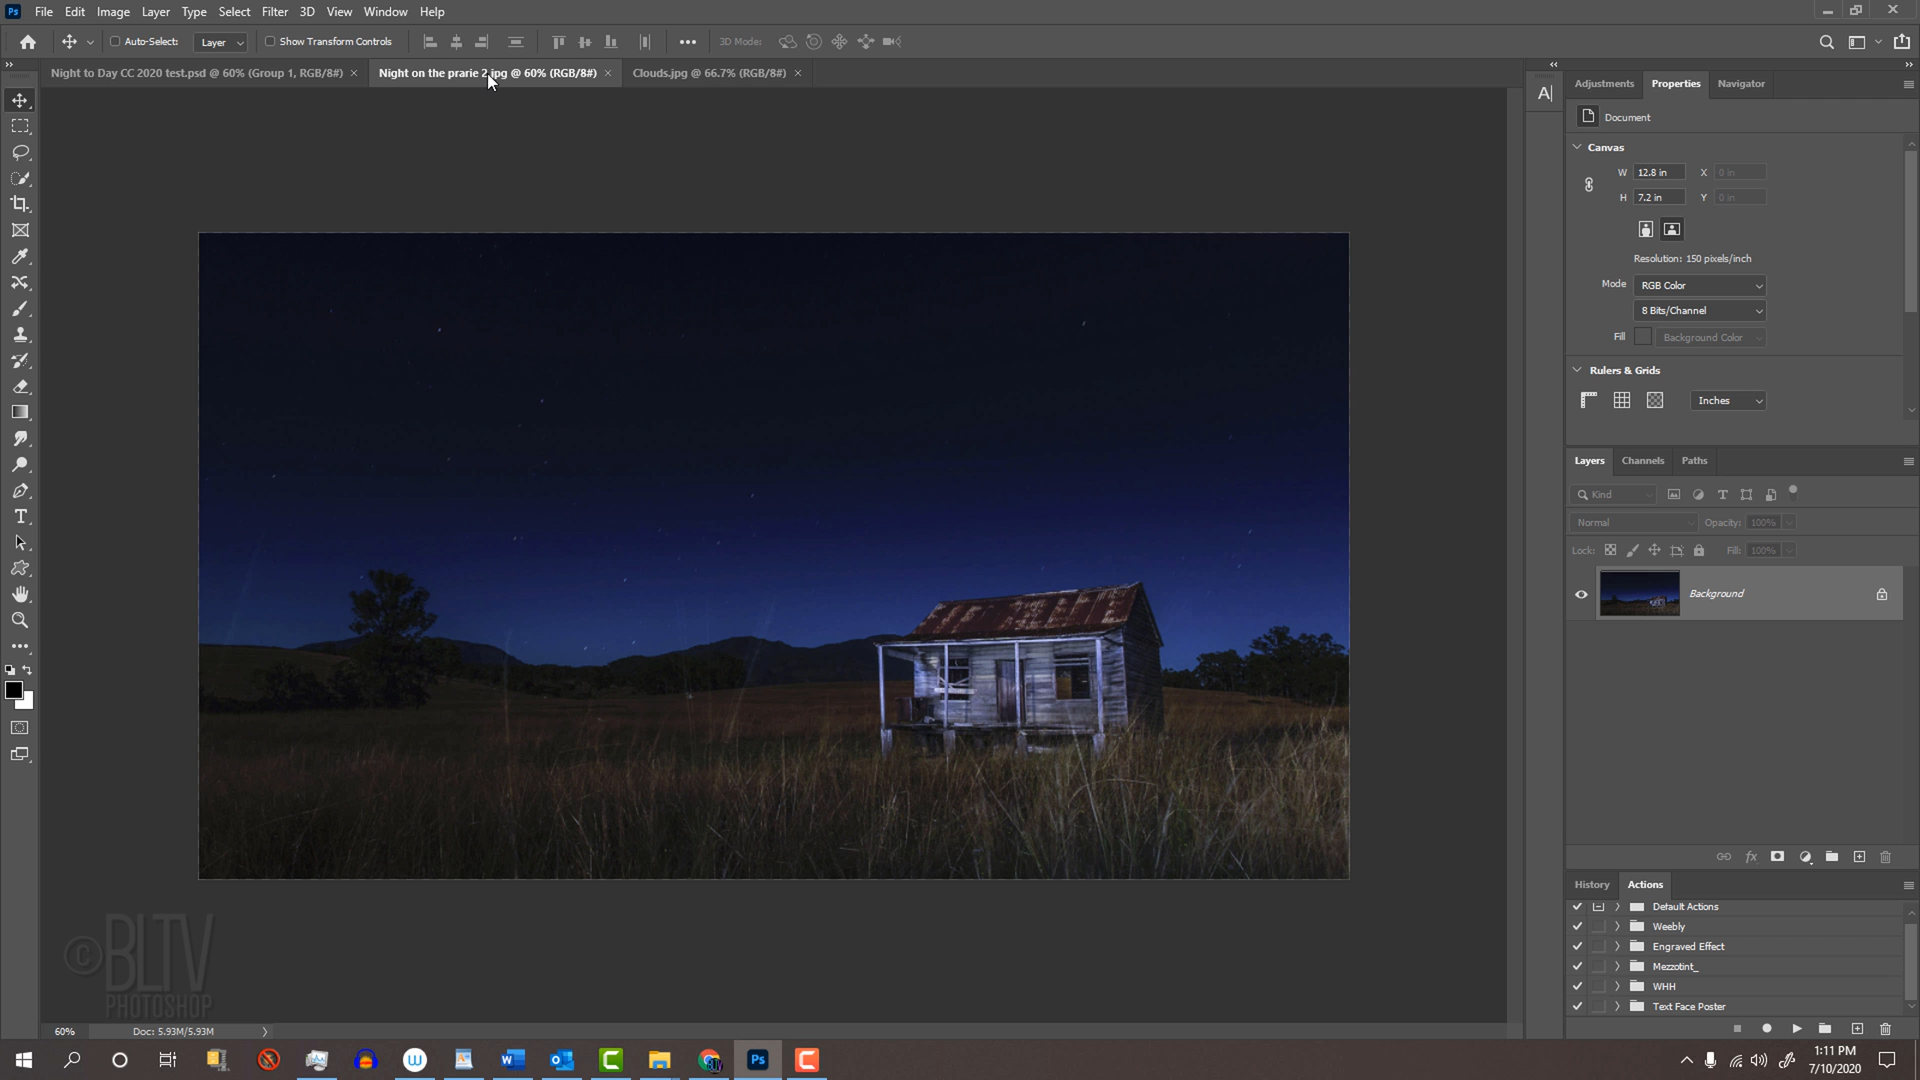 Ps File Edit Image Layer Type Select Filter 3D View Window Help
Auto-Select: Layer Show Transform Controls 3D Mode:
Night to Day CC 2020 test.psd @ 60% (Group 1, RGB/8#) Night on the prarie 2.jpg @ 60% (RGB/8#) Clouds.jpg @ 66.7% (RGB/8#)
Adjustments Properties Navigator
Document
Canvas
W 12.8 in X 0 in
H 7.2 in Y 0 in
Resolution: 150 pixels/inch
Mode RGB Color
8 Bits/Channel
Fill Background Color
Rulers & Grids
Inches
Layers Channels Paths
Kind
Normal Opacity: 100%
Lock: Fill: 100%
Background
History Actions
Default Actions
Weebly
Engraved Effect
Mezzotint_
WHH
Text Face Poster
© BLTV
PHOTOSHOP
60% Doc: 5.93M/5.93M
Ps
1:11 PM
7/10/2020